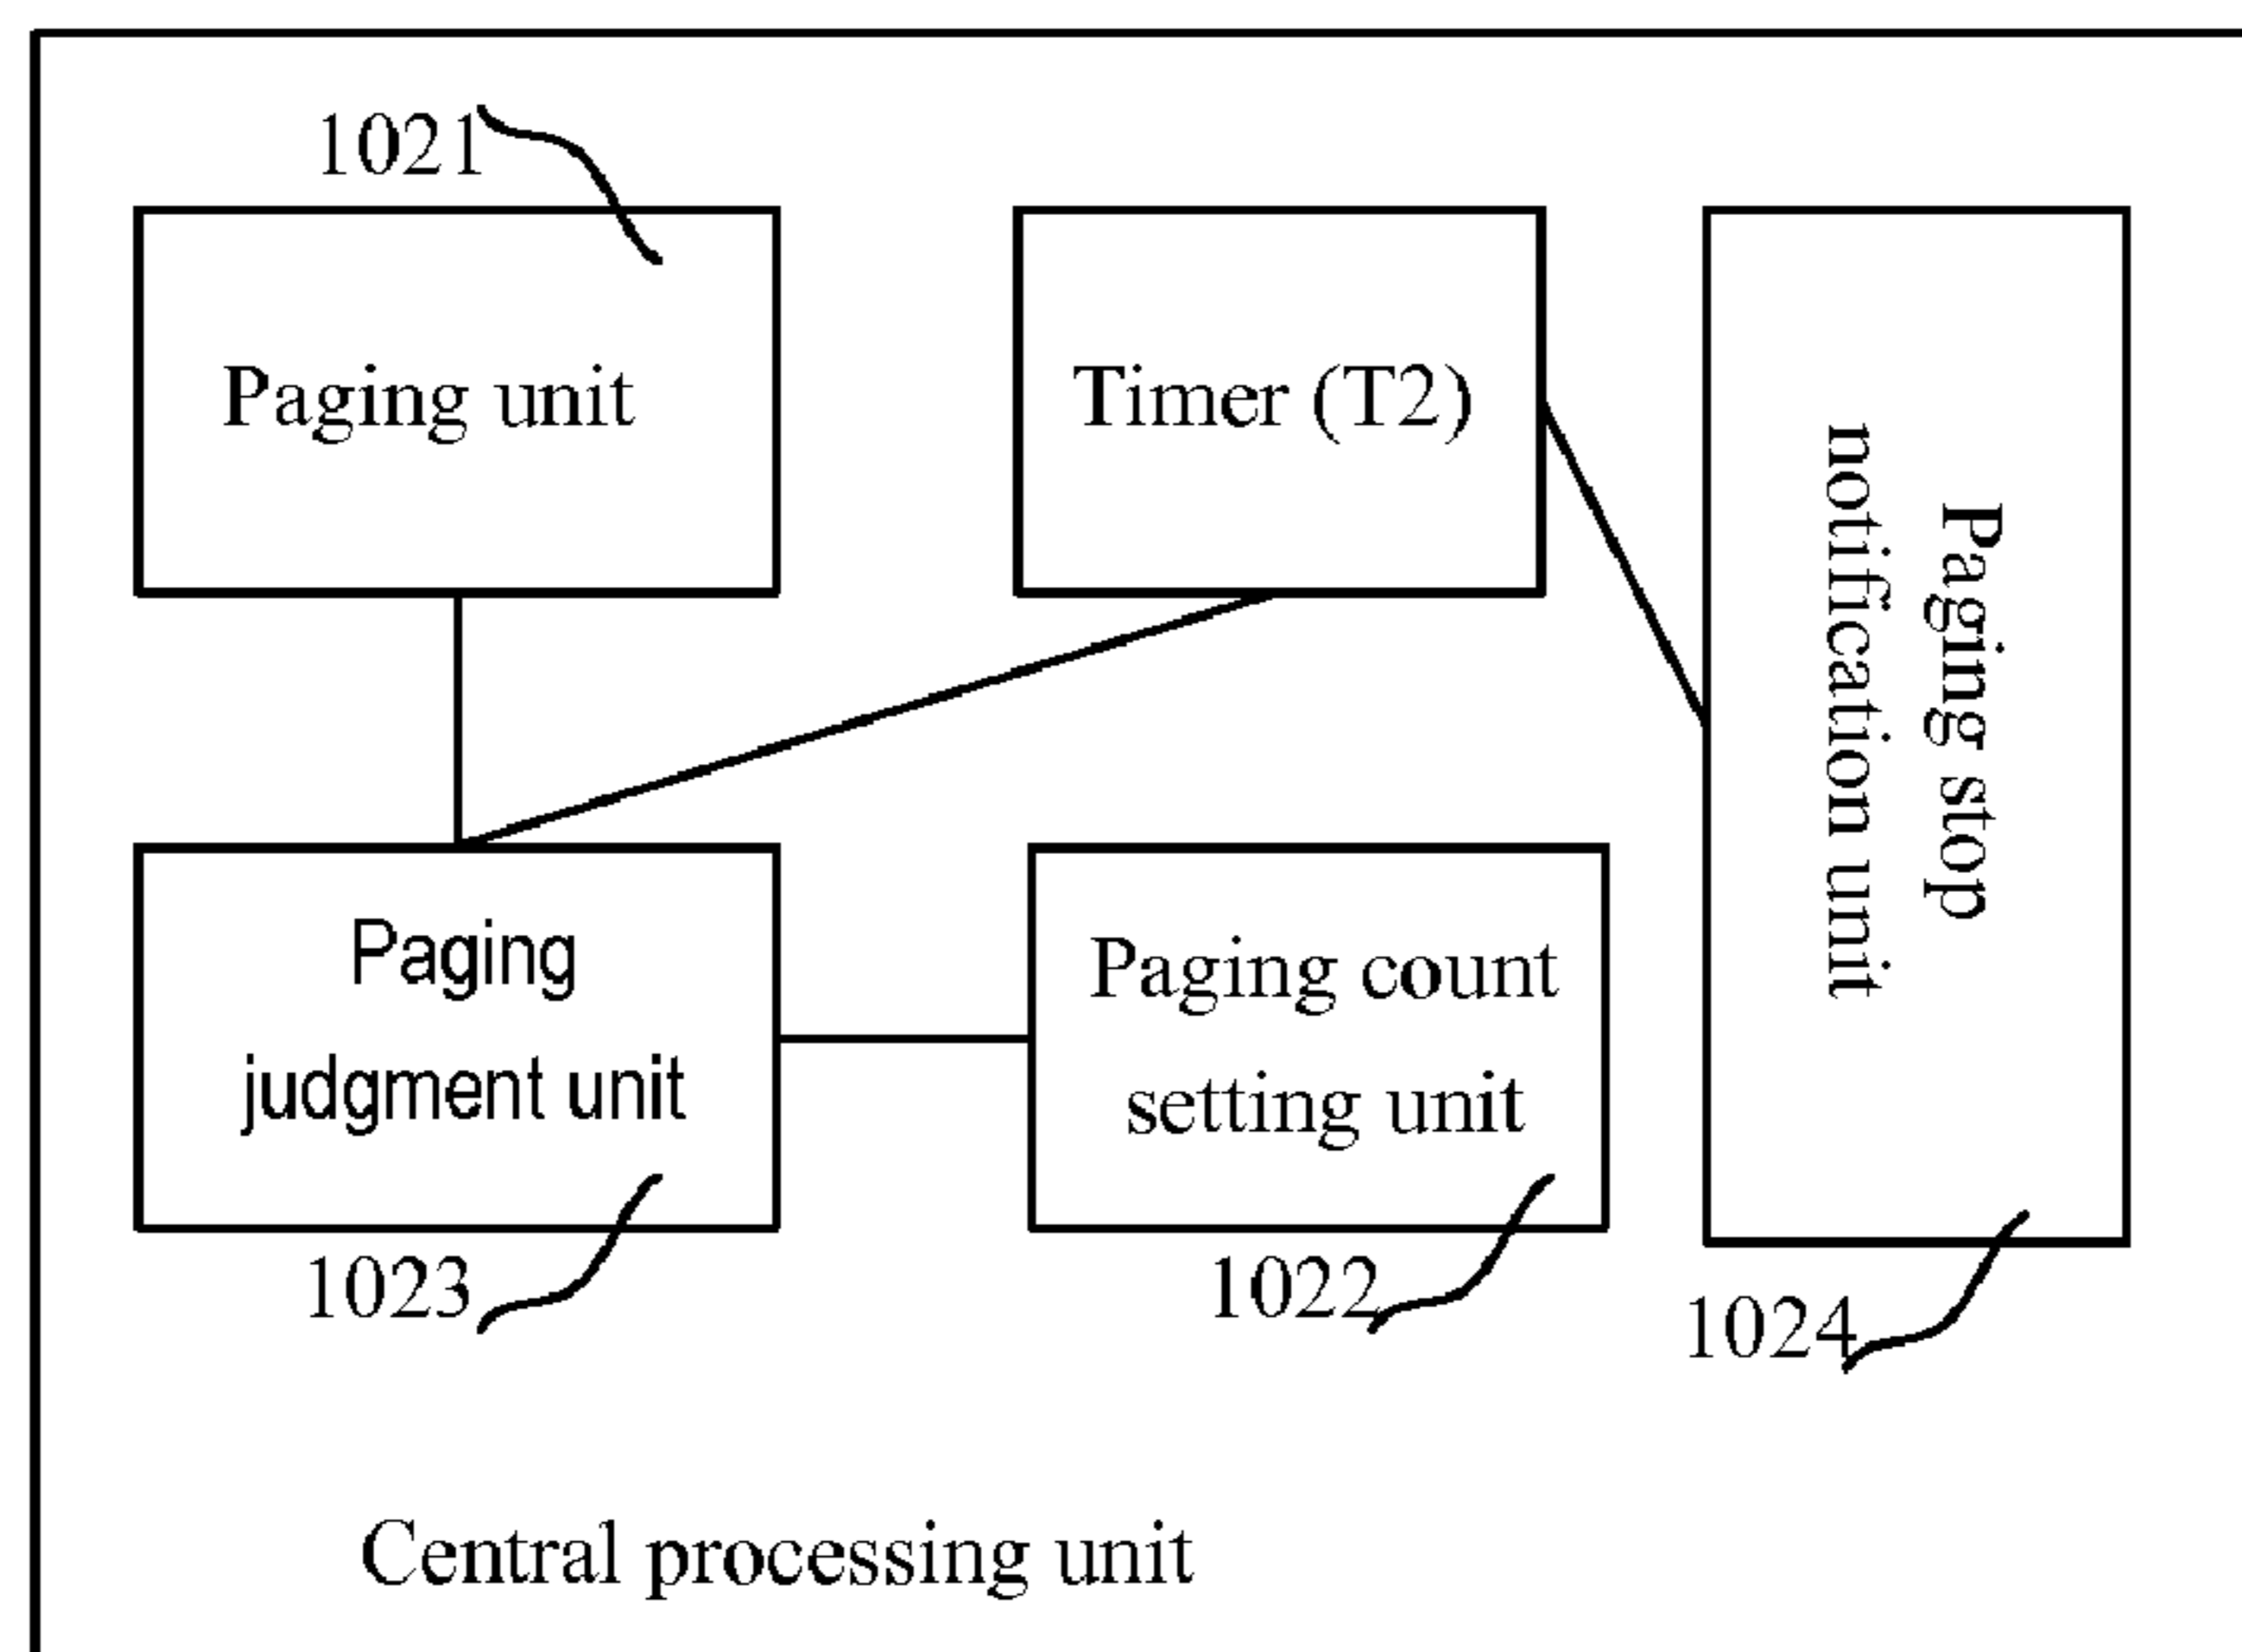 1021
Paging unit
Timer (T2)
Paging stop
notification unit
Paging
judgment unit
Paging count
setting unit
1023
1022
1024
Central processing unit